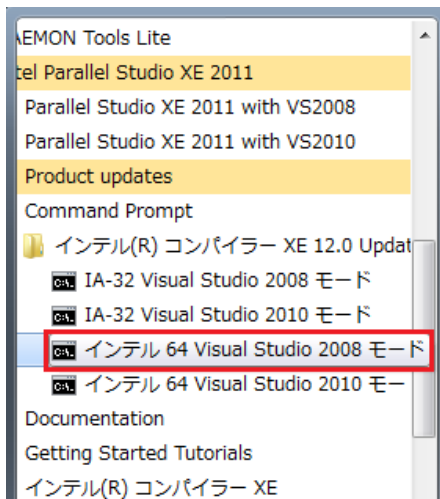 AEMON Tools Lite
tel Parallel Studio XE 2011
Parallel Studio XE 2011 with VS2008
Parallel Studio XE 2011 with VS2010
Product updates
Command Prompt
インテル(R) コンパイラー XE 12.0 Updat
IA-32 Visual Studio 2008 モード
IA-32 Visual Studio 2010 モード
インテル 64 Visual Studio 2008 モード
インテル 64 Visual Studio 2010 モー
Documentation
Getting Started Tutorials
インテル(R) コンパイラー XE